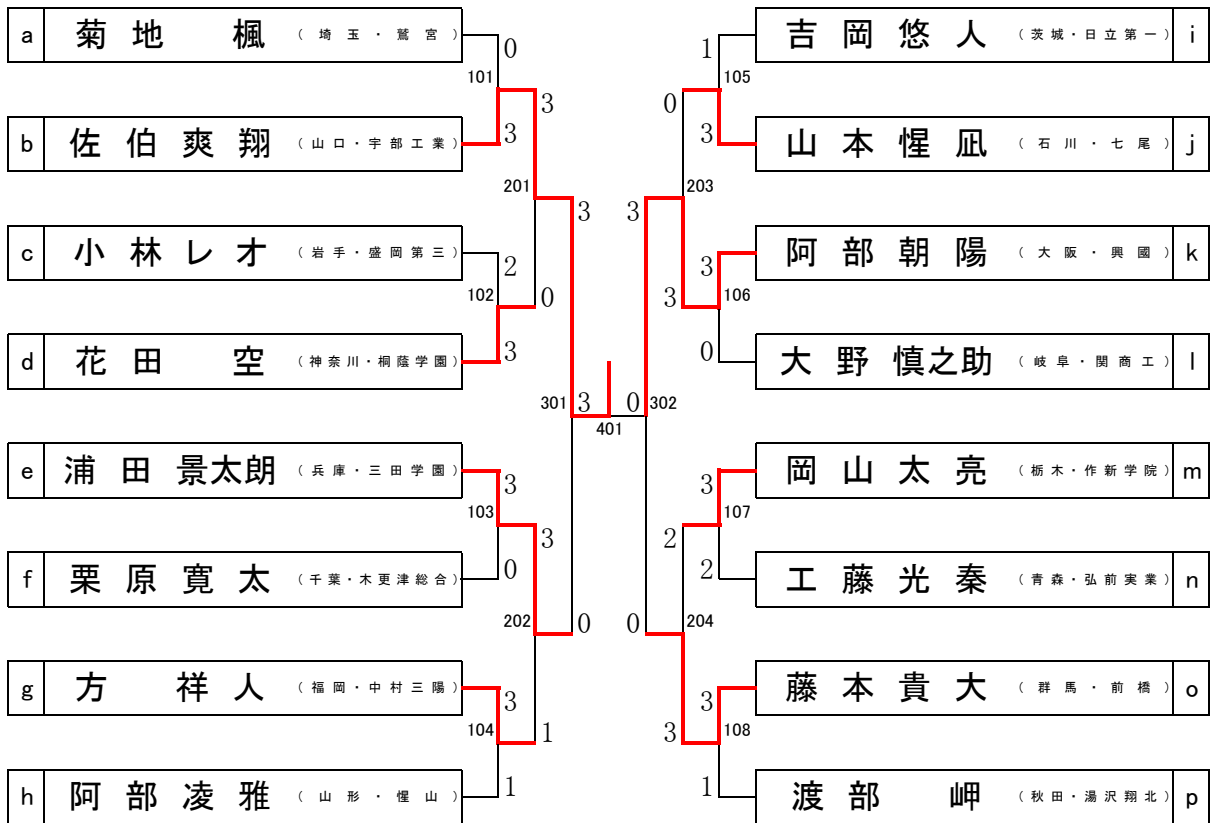 a 菊地 楓 (埼玉・鷲宮)
0
101
3
b 佐伯爽翔 (山口・宇部工業)
3
201
3
c 小林レオ (岩手・盛岡第三)
2
102
0
d 花田 空 (神奈川・桐蔭学園)
3
301
3
e 浦田景太朗 (兵庫・三田学園)
3
103
3
f 栗原寛太 (千葉・木更津総合)
0
202
0
g 方 祥人 (福岡・中村三陽)
3
104
1
h 阿部凌雅 (山形・惺山)
1
401
吉岡悠人 (茨城・日立第一) i
1
105
0
山本惺凪 (石川・七尾) j
3
203
3
阿部朝陽 (大阪・興國) k
3
106
3
大野慎之助 (岐阜・関商工) l
0
302
0
岡山太亮 (栃木・作新学院) m
3
107
2
工藤光秦 (青森・弘前実業) n
2
204
0
藤本貴大 (群馬・前橋) o
3
108
3
渡部 岬 (秋田・湯沢翔北) p
1